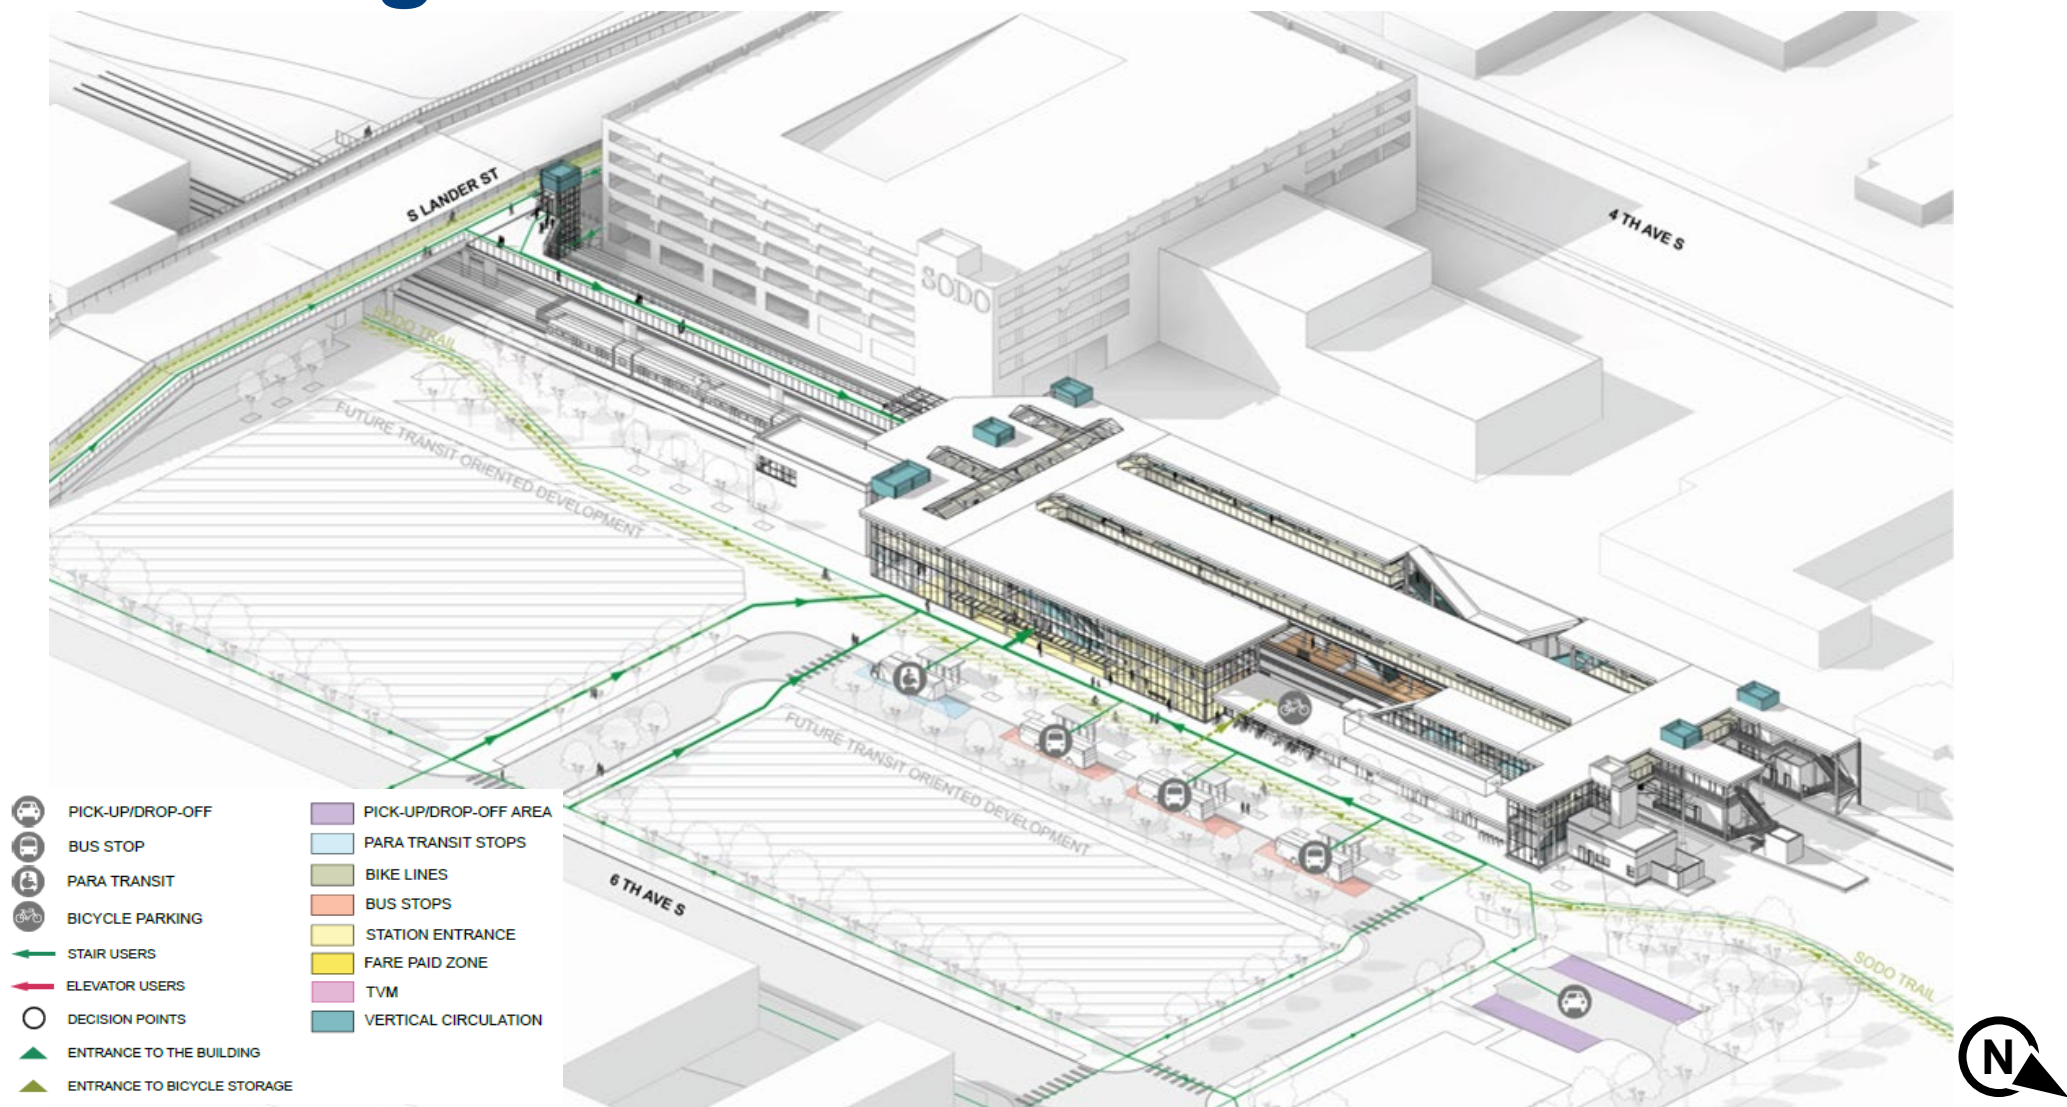 S LANDER ST
4 TH AVE S
SODO
SODO TRAIL
FUTURE TRANSIT ORIENTED DEVELOPMENT
FUTURE TRANSIT ORIENTED DEVELOPMENT
6 TH AVE S
SODO TRAIL
PICK-UP/DROP-OFF
BUS STOP
PARA TRANSIT
BICYCLE PARKING
STAIR USERS
ELEVATOR USERS
DECISION POINTS
ENTRANCE TO THE BUILDING
ENTRANCE TO BICYCLE STORAGE
PICK-UP/DROP-OFF AREA
PARA TRANSIT STOPS
BIKE LINES
BUS STOPS
STATION ENTRANCE
FARE PAID ZONE
TVM
VERTICAL CIRCULATION
N